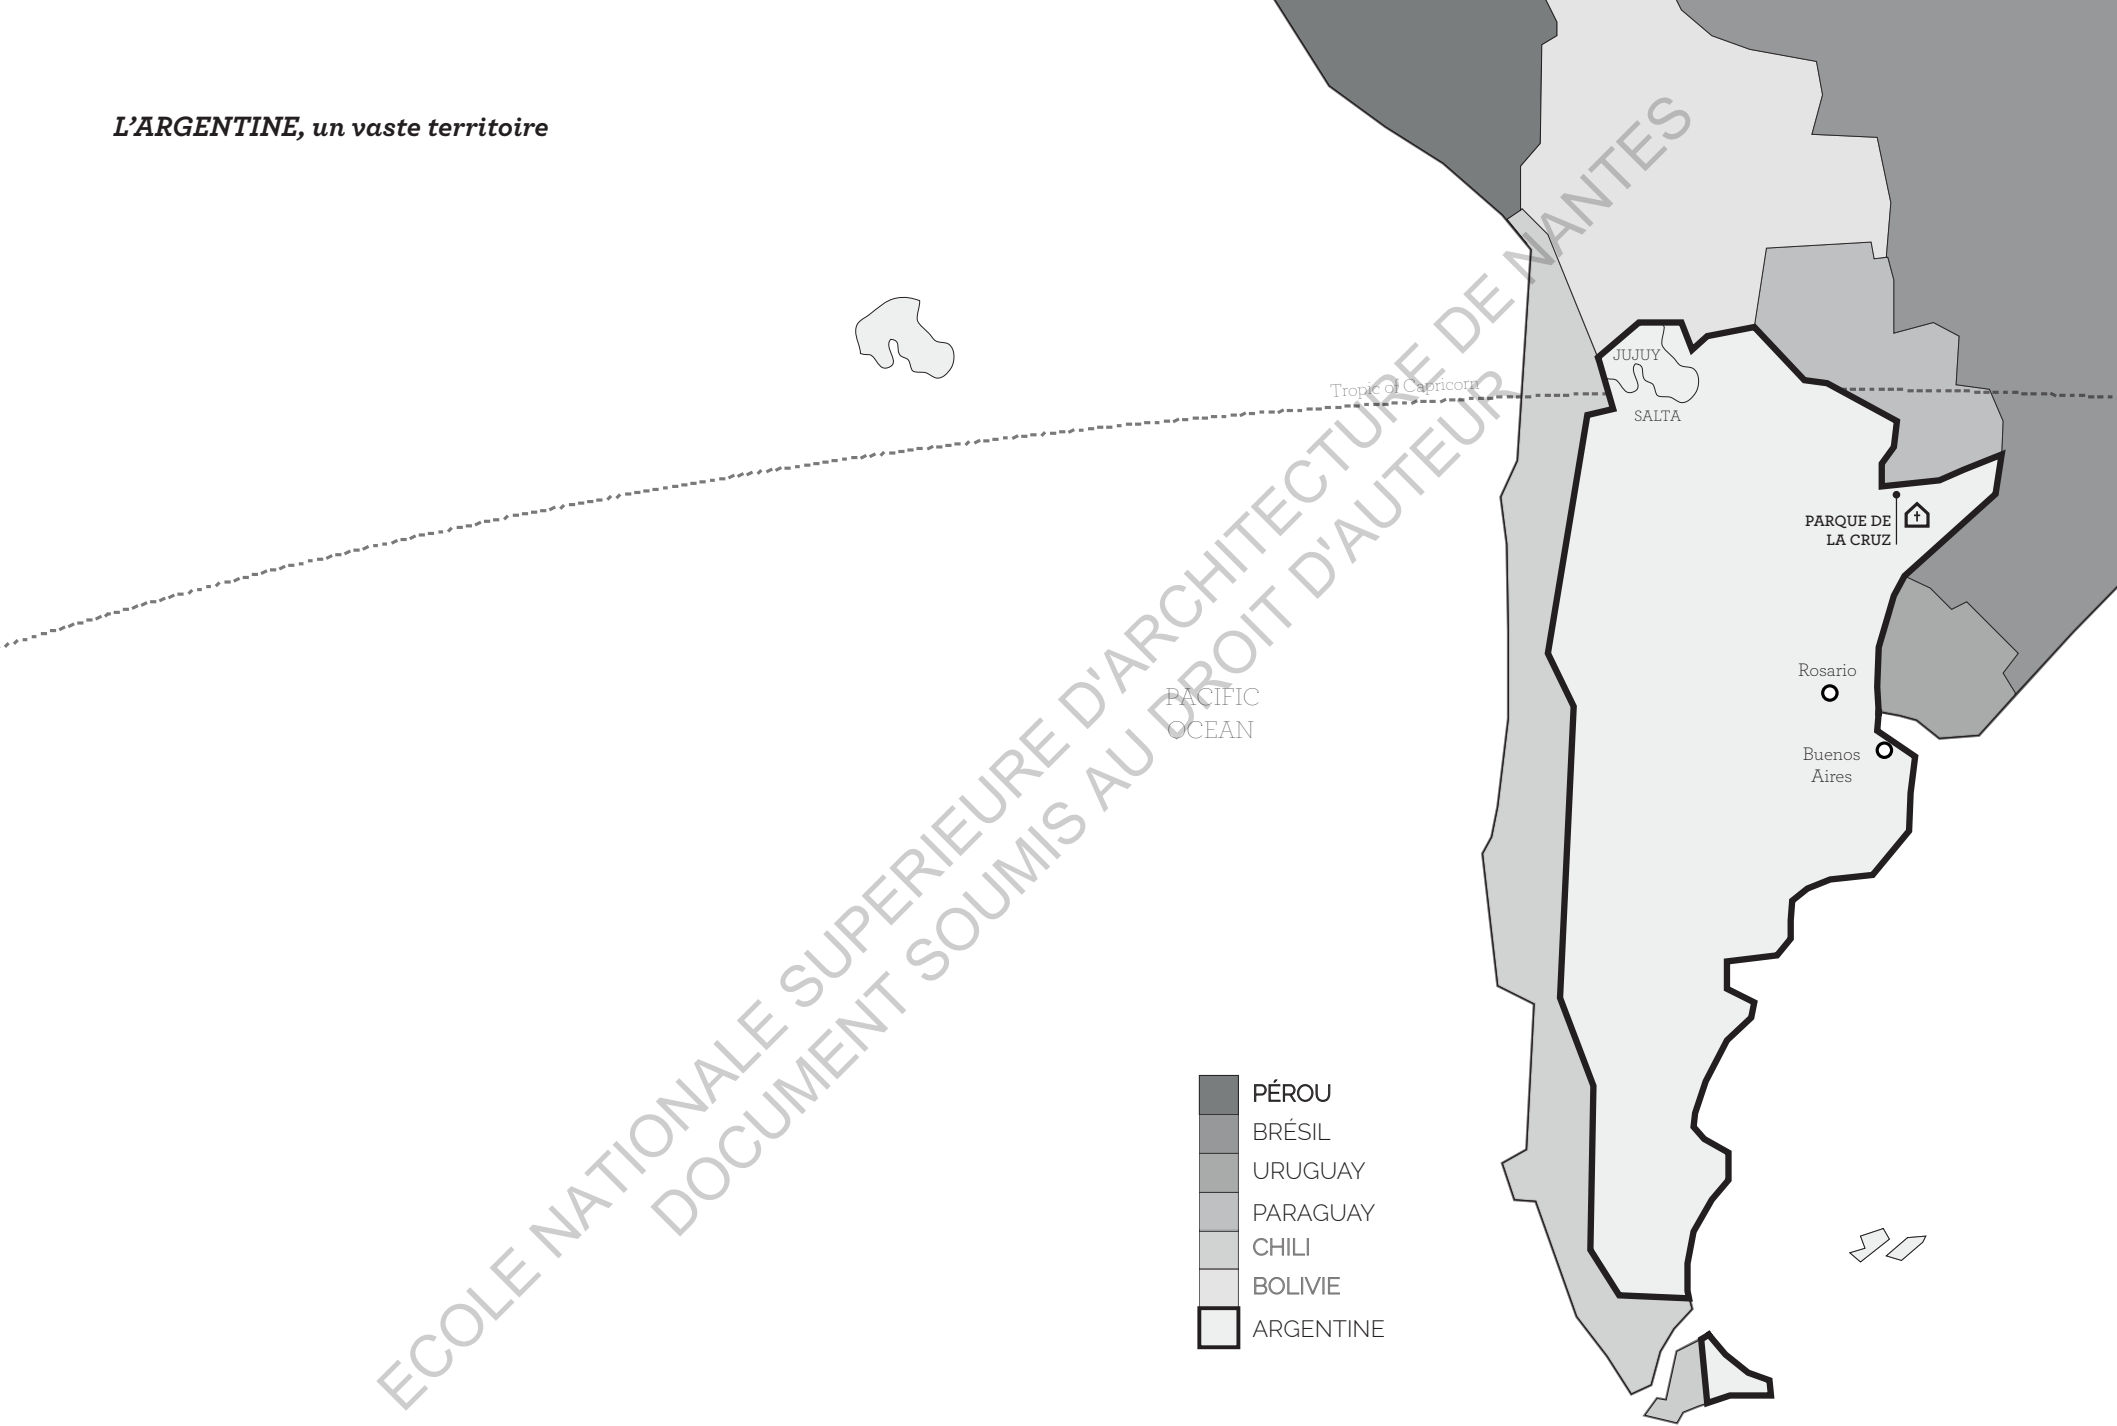 L’ARGENTINE, un vaste territoire
JUJUY
Tropic of Capricorn
SALTA
PARQUE DE
LA CRUZ
Rosario
PACIFIC
OCEAN
Buenos
Aires
PÉROU
BRÉSIL
URUGUAY
PARAGUAY
CHILI
BOLIVIE
ARGENTINE
ECOLE NATIONALE SUPERIEURE D'ARCHITECTURE DE NANTES
DOCUMENT SOUMIS AU DROIT D'AUTEUR